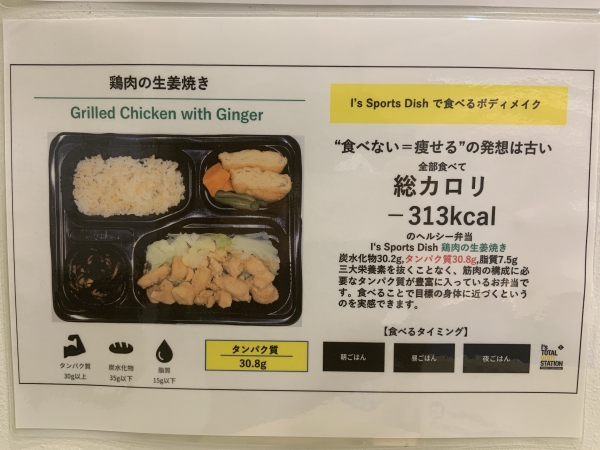 鶏肉の生姜焼き
Grilled Chicken with Ginger
タンパク質
30g以上
炭水化物
35g以下
脂質
15g以下
タンパク質
30.8g
I's Sports Dish で食べるボディメイク
“食べない＝痩せる”の発想は古い
全部食べて
総カロリ
－313kcal
のヘルシー弁当
I's Sports Dish 鶏肉の生姜焼き
炭水化物30.2g,タンパク質30.8g,脂質7.5g
三大栄養素を抜くことなく、筋肉の構成に必
要なタンパク質が豊富に入っているお弁当で
す。食べることで目標の身体に近づくという
のを実感できます。
【食べるタイミング】
朝ごはん
昼ごはん
夜ごはん
I's
TOTAL
STATION